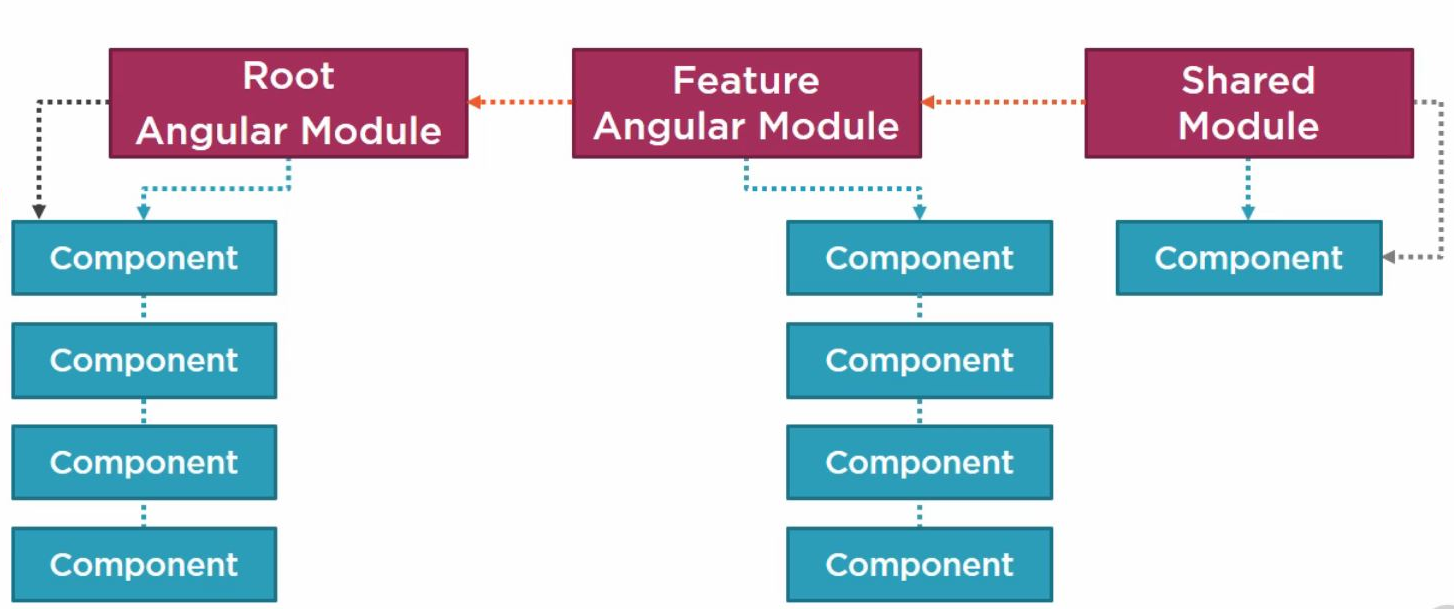 Root
Angular Module
Feature
Angular Module
Shared
Module
Component
Component
Component
Component
Component
Component
Component
Component
Component